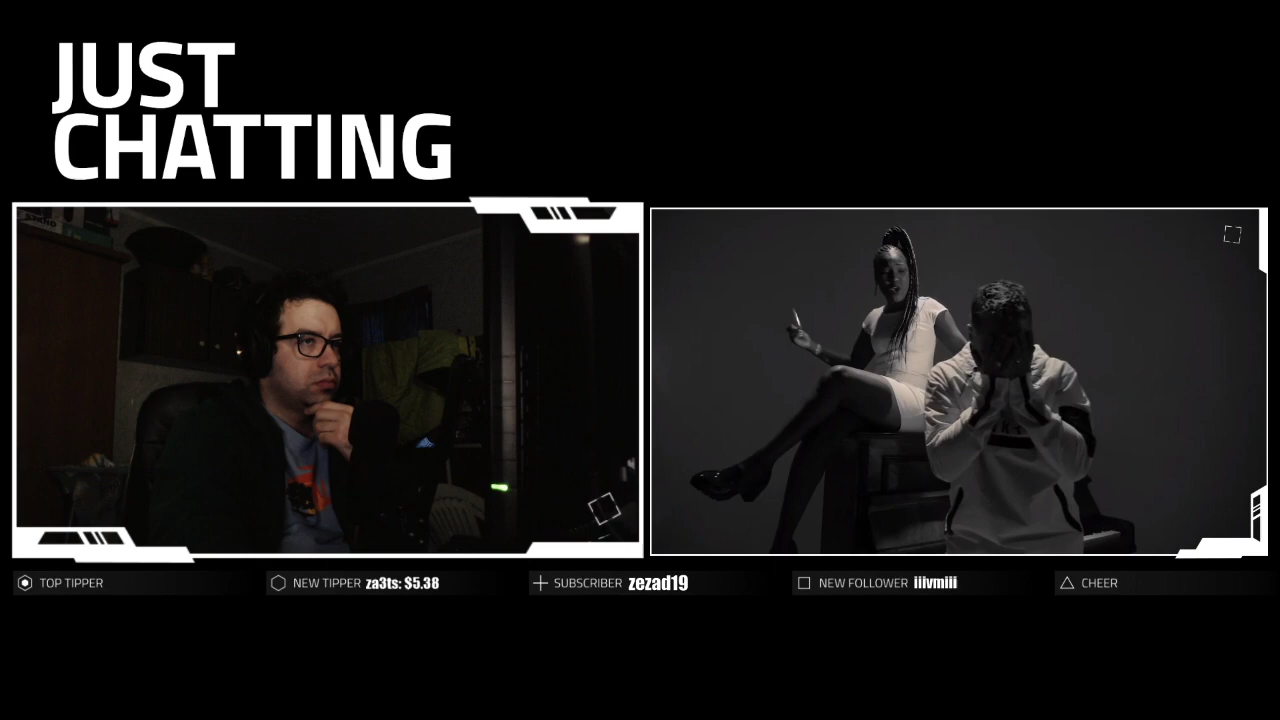 JUST
CHATTING
TOP TIPPER
NEW TIPPER za3ts: $5.38
SUBSCRIBER zezad19
NEW FOLLOWER iiivmiii
CHEER